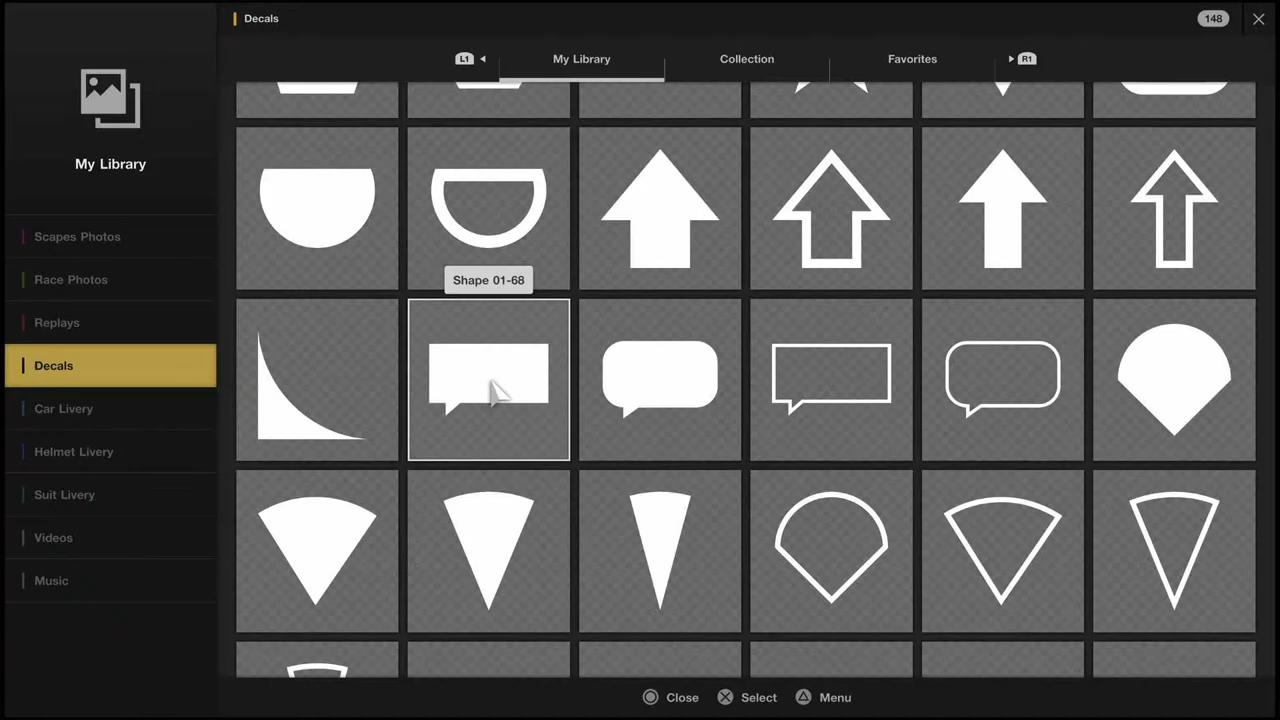 Decals
148
L1
My Library
Collection
Favorites
R1
My Library
Scapes Photos
Race Photos
Replays
Decals
Car Livery
Helmet Livery
Suit Livery
Videos
Music
Shape 01-68
Close
Select
Menu